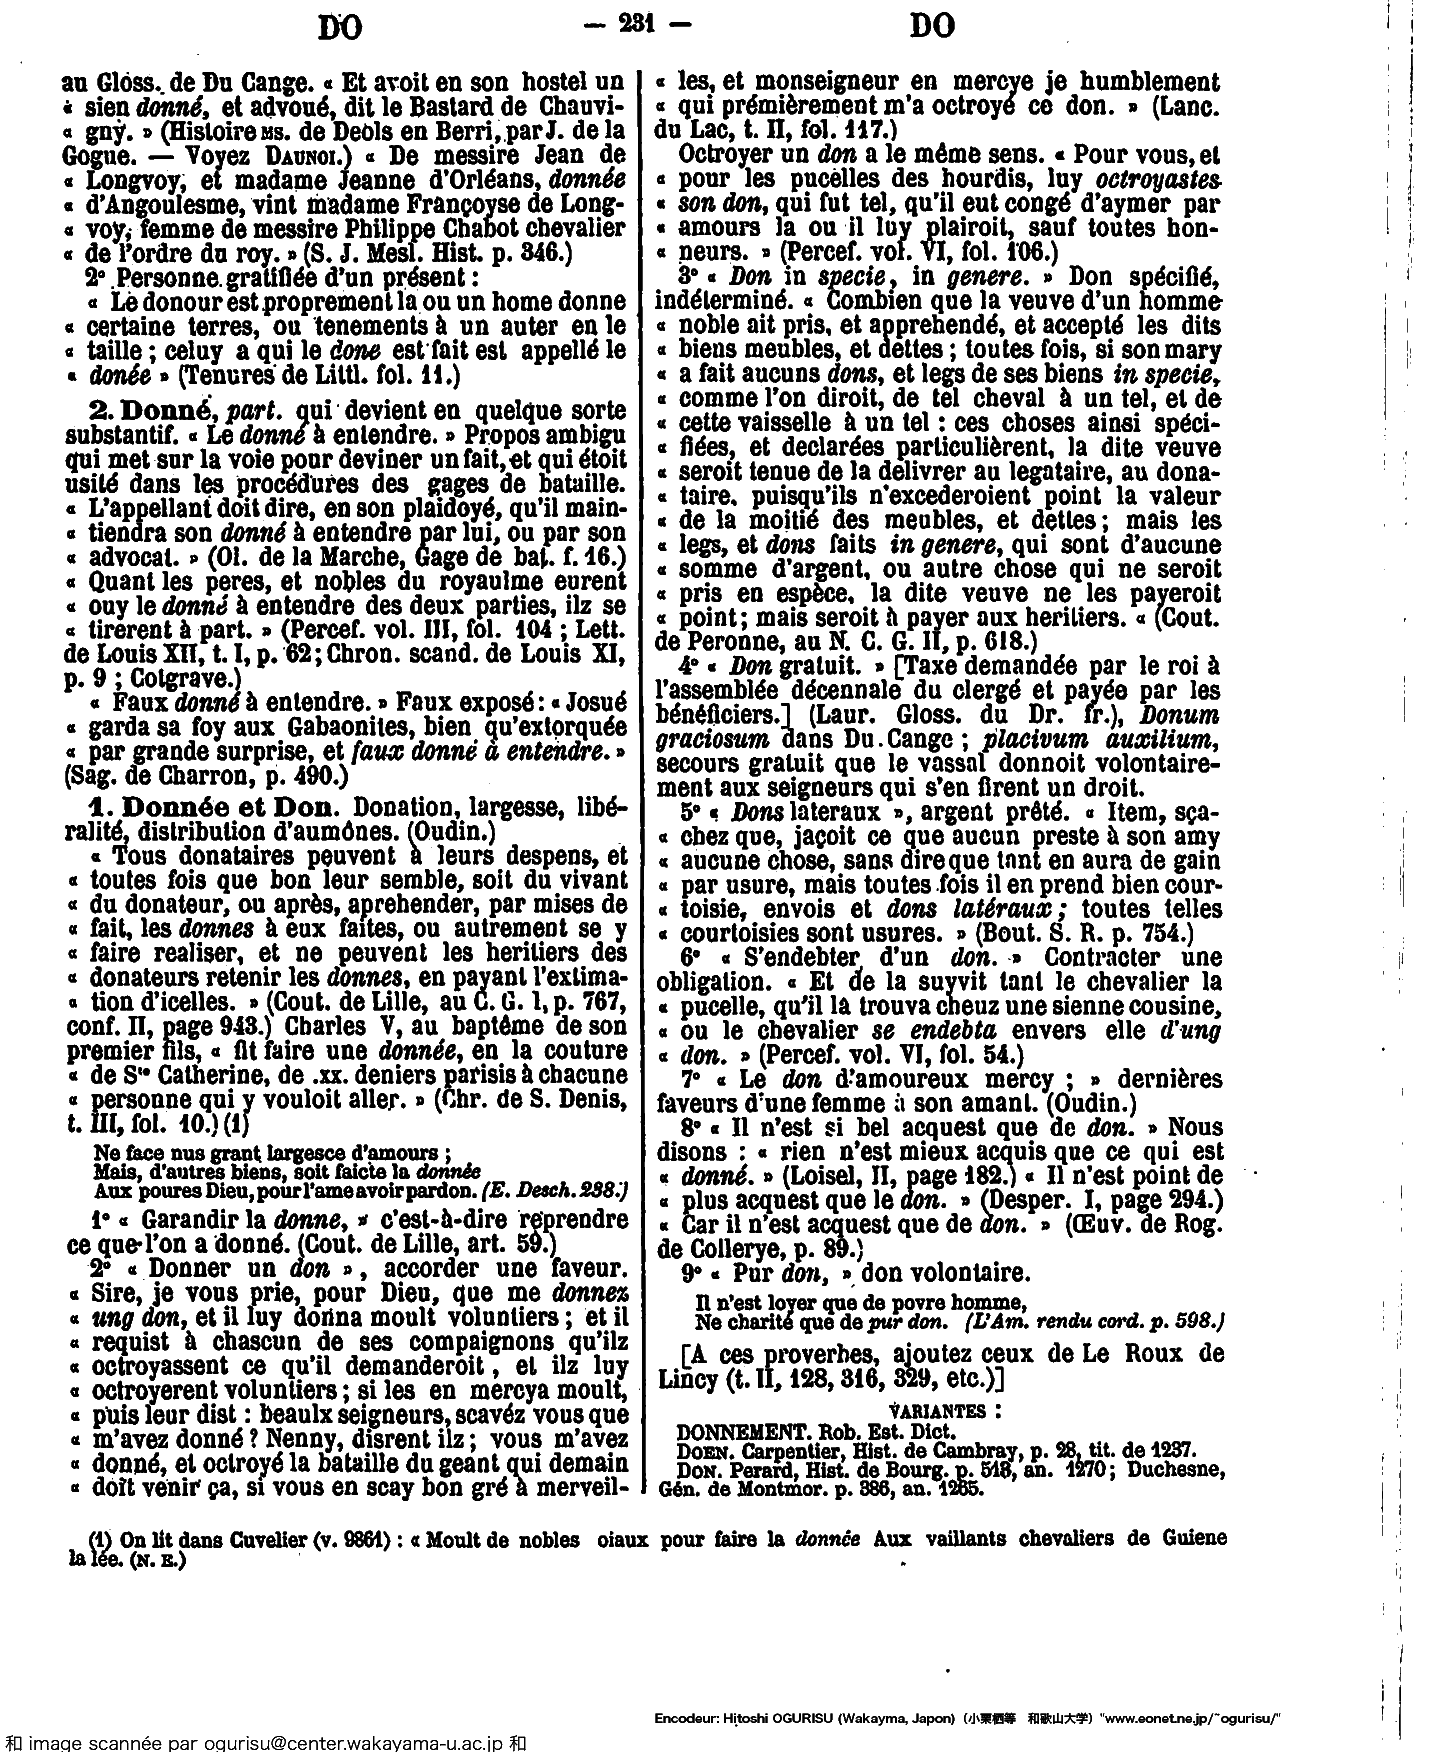 DO — 231 — DO
au Gloss. de Du Cange. « Et avoit en son hostel un
« sien donné, et advoué, dit le Bastard de Chauvi-
« gny. » (Histoire MS. de Deols en Berri, par J. de la
Gogue. — Voyez DAUNOI.) « De messire Jean de
« Longvoy, et madame Jeanne d'Orléans, donnée
« d'Angoulesme, vint madame Françoyse de Long-
« voy, femme de messire Philippe Chabot chevalier
« de l'ordre du roy. » (S. J. Mesl. Hist. p. 346.)
2° Personne gratifiée d'un présent :
« Le donour est proprement la ou un home donne
« certaine terres, ou tenements à un auter en le
« taille ; celuy a qui le done est fait est appellé le
« donée » (Tenures de Littl. fol. 11.)
2. Donné, part. qui devient en quelque sorte
substantif. « Le donné à entendre. » Propos ambigu
qui met sur la voie pour deviner un fait, et qui étoit
usité dans les procédures des gages de bataille.
« L'appellant doit dire, en son plaidoyé, qu'il main-
« tiendra son donné à entendre par lui, ou par son
« advocat. » (Ol. de la Marche, Gage de bat. f. 16.)
« Quant les peres, et nobles du royaulme eurent
« ouy le donné à entendre des deux parties, ilz se
« tirerent à part. » (Percef. vol. III, fol. 104 ; Lett.
de Louis XII, t. I, p. 62 ; Chron. scand. de Louis XI,
p. 9 ; Cotgrave.)
« Faux donné à entendre. » Faux exposé : « Josué
« garda sa foy aux Gabaonites, bien qu'extorquée
« par grande surprise, et faux donné à entendre. »
(Sag. de Charron, p. 490.)
1. Donnée et Don. Donation, largesse, libé-
ralité, distribution d'aumônes. (Oudin.)
« Tous donataires peuvent à leurs despens, et
« toutes fois que bon leur semble, soit du vivant
« du donateur, ou après, aprehender, par mises de
« fait, les donnes à eux faites, ou autrement se y
« faire realiser, et ne peuvent les heritiers des
« donateurs retenir les donnes, en payant l'extima-
« tion d'icelles. » (Cout. de Lille, au C. G. I, p. 767,
conf. II, page 943.) Charles V, au baptême de son
premier fils, « fit faire une donnée, en la couture
« de Ste Catherine, de .xx. deniers parisis à chacune
« personne qui y vouloit aller. » (Chr. de S. Denis,
t. III, fol. 10.) (1)
Ne face nus grant largesce d'amours ;
Mais, d'autres biens, soit faicte la donnée
Aux poures Dieu, pour l'ame avoir pardon. (E. Desch. 238.)
1° « Garandir la donne, » c'est-à-dire reprendre
ce que l'on a donné. (Cout. de Lille, art. 59.)
2° « Donner un don », accorder une faveur.
« Sire, je vous prie, pour Dieu, que me donnez
« ung don, et il luy donna moult voluntiers ; et il
« requist à chascun de ses compaignons qu'ilz
« octroyassent ce qu'il demanderoit, et ilz luy
« octroyerent voluntiers ; si les en mercya moult,
« puis leur dist : beaulx seigneurs, scavéz vous que
« m'avez donné ? Nenny, disrent ilz ; vous m'avez
« donné, et octroyé la bataille du geant qui demain
« doit venir ça, si vous en scay bon gré à merveil-
« les, et monseigneur en mercye je humblement
« qui prémièrement m'a octroyé ce don. » (Lanc.
du Lac, t. II, fol. 117.)
Octroyer un don a le même sens. « Pour vous, et
« pour les pucelles des hourdis, luy octroyastes
« son don, qui fut tel, qu'il eut congé d'aymer par
« amours la ou il luy plairoit, sauf toutes hon-
« neurs. » (Percef. vol. VI, fol. 106.)
3° « Don in specie, in genere. » Don spécifié,
indéterminé. « Combien que la veuve d'un homme
« noble ait pris, et apprehendé, et accepté les dits
« biens meubles, et dettes ; toutes fois, si son mary
« a fait aucuns dons, et legs de ses biens in specie,
« comme l'on diroit, de tel cheval à un tel, et de
« cette vaisselle à un tel : ces choses ainsi spéci-
« fiées, et declarées particulièrent, la dite veuve
« seroit tenue de la delivrer au legataire, au dona-
« taire, puisqu'ils n'excederoient point la valeur
« de la moitié des meubles, et dettes ; mais les
« legs, et dons faits in genere, qui sont d'aucune
« somme d'argent, ou autre chose qui ne seroit
« pris en espèce, la dite veuve ne les payeroit
« point ; mais seroit à payer aux heritiers. « (Cout.
de Peronne, au N. C. G. II, p. 618.)
4° « Don gratuit. » [Taxe demandée par le roi à
l'assemblée décennale du clergé et payée par les
bénéficiers.] (Laur. Gloss. du Dr. fr.), Donum
graciosum dans Du Cange ; placivum auxilium,
secours gratuit que le vassal donnoit volontaire-
ment aux seigneurs qui s'en firent un droit.
5° « Dons lateraux », argent prêté. « Item, sça-
« chez que, jaçoit ce que aucun preste à son amy
« aucune chose, sans dire que tant en aura de gain
« par usure, mais toutes fois il en prend bien cour-
« toisie, envois et dons latéraux ; toutes telles
« courtoisies sont usures. » (Bout. S. R. p. 754.)
6° « S'endebter d'un don. » Contracter une
obligation. « Et de la suyvit tant le chevalier la
« pucelle, qu'il la trouva cheuz une sienne cousine,
« ou le chevalier se endebta envers elle d'ung
« don. » (Percef. vol. VI, fol. 54.)
7° « Le don d'amoureux mercy ; » dernières
faveurs d'une femme à son amant. (Oudin.)
8° « Il n'est si bel acquest que de don. » Nous
disons : « rien n'est mieux acquis que ce qui est
« donné. » (Loisel, II, page 182.) « Il n'est point de
« plus acquest que le don. » (Desper. I, page 294.)
« Car il n'est acquest que de don. » (Œuv. de Rog.
de Collerye, p. 89.)
9° « Pur don, » don volontaire.
Il n'est loyer que de povre homme,
Ne charité que de pur don. (L'Am. rendu cord. p. 598.)
[A ces proverbes, ajoutez ceux de Le Roux de
Lincy (t. II, 128, 316, 329, etc.)]
VARIANTES :
DONNEMENT. Rob. Est. Dict.
DOEN. Carpentier, Hist. de Cambray, p. 28, tit. de 1237.
DON. Perard, Hist. de Bourg. p. 518, an. 1270 ; Duchesne,
Gén. de Montmor. p. 386, an. 1265.
(1) On lit dans Cuvelier (v. 9861) : « Moult de nobles oiaux pour faire la donnée Aux vaillants chevaliers de Guiene
la lée. (N. E.)
Encodeur: Hitoshi OGURISU (Wakayma, Japon) (小栗栖等 和歌山大学) "www.eonet.ne.jp/~ogurisu/"
和 image scannée par ogurisu@center.wakayama-u.ac.jp 和